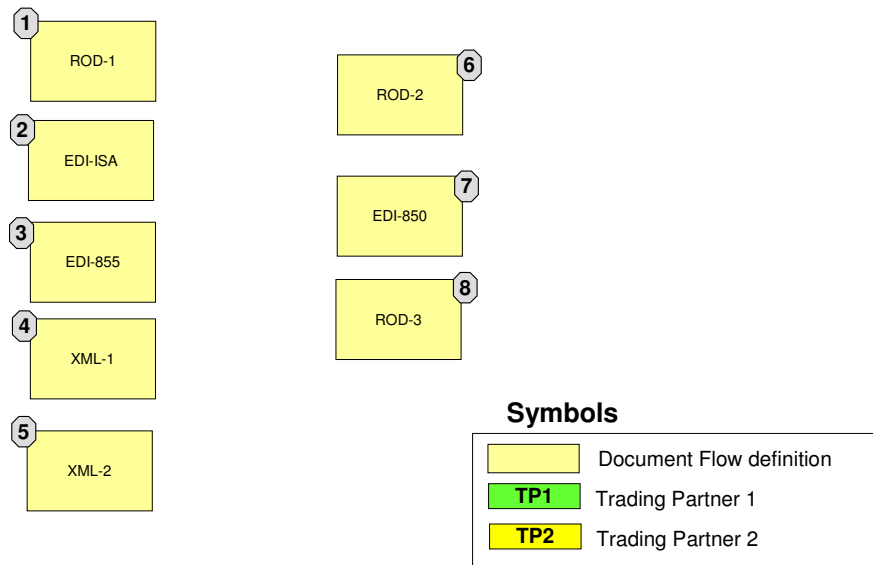 1
ROD-1
2
EDI-ISA
3
EDI-855
4
XML-1
5
XML-2
6
ROD-2
7
EDI-850
8
ROD-3
Symbols
Document Flow definition
TP1 Trading Partner 1
TP2 Trading Partner 2